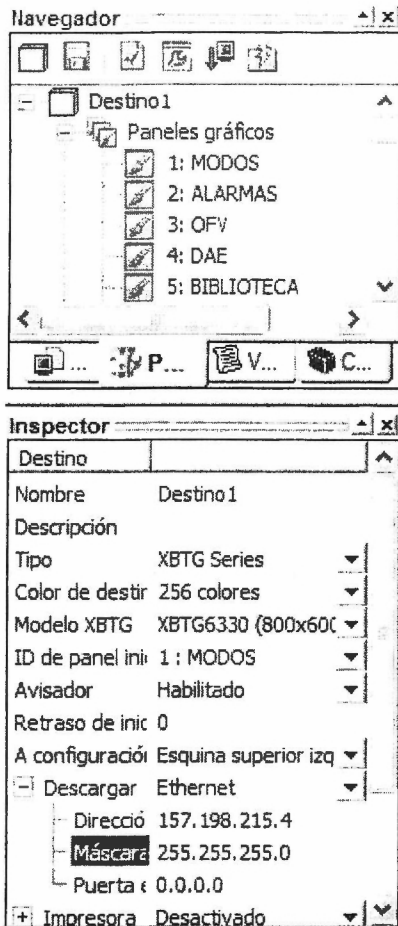 Navegador
Destino1
Paneles gráficos
1: MODOS
2: ALARMAS
3: OFV
4: DAE
5: BIBLIOTECA
... P... V... C...
Inspector
Destino
Nombre Destino1
Descripción
Tipo XBTG Series
Color de destir 256 colores
Modelo XBTG XBTG6330 (800x600
ID de panel inic 1 : MODOS
Avisador Habilitado
Retraso de inic 0
A configuración Esquina superior izq
Descargar Ethernet
Direcció 157.198.215.4
Máscara 255.255.255.0
Puerta e 0.0.0.0
Impresora Desactivado